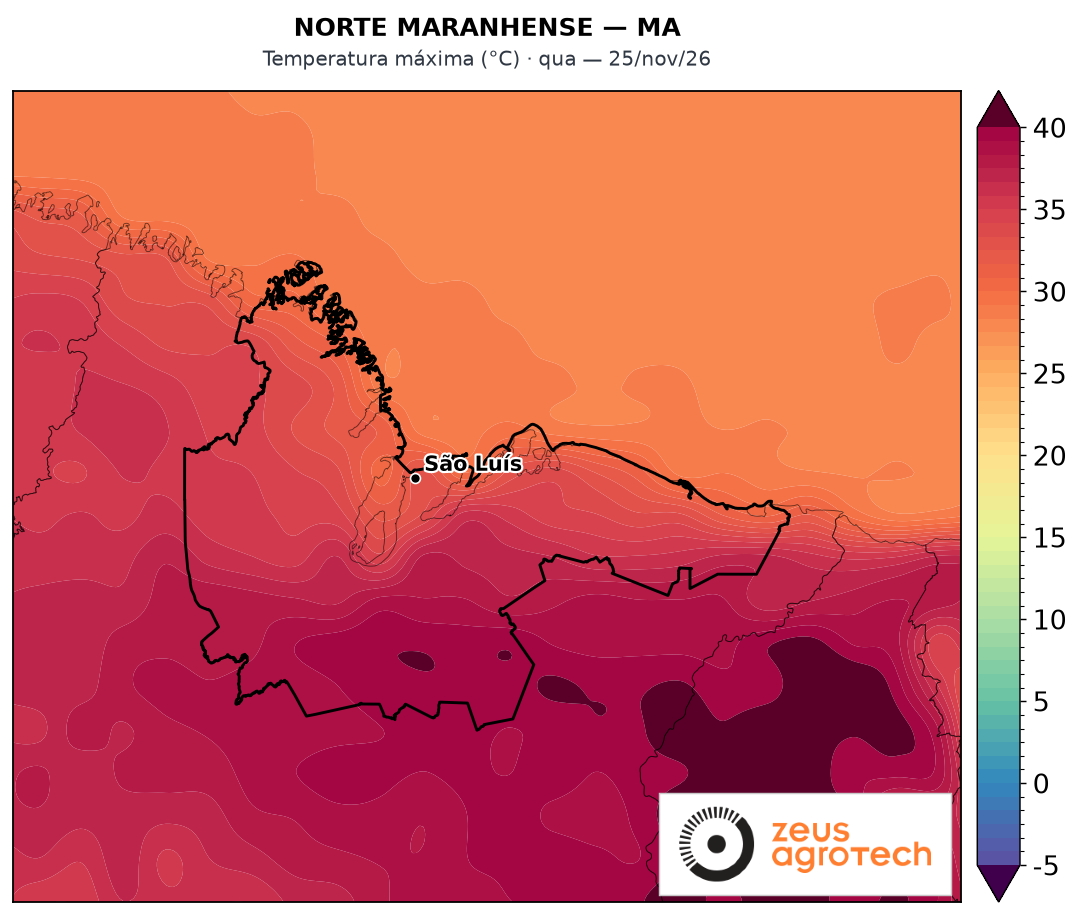 NORTE MARANHENSE — MA
Temperatura máxima (°C) · qua — 25/nov/26
40
35
30
25
20
15
10
5
0
-5
São Luís
zeus
agrotech